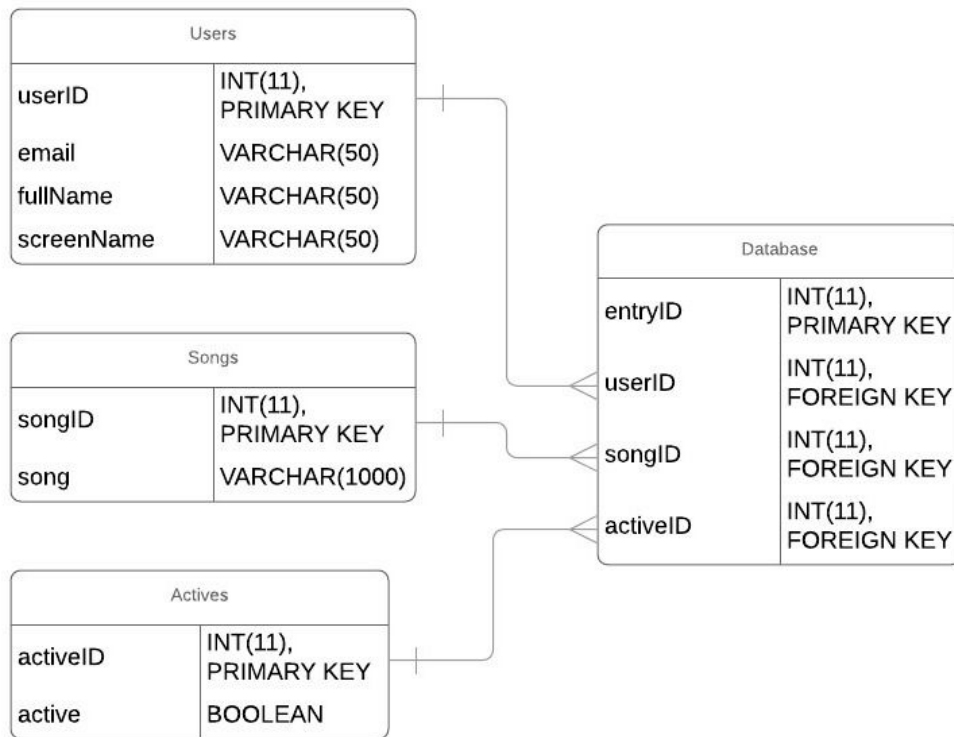 Users
userID
INT(11),
PRIMARY KEY
email
VARCHAR(50)
fullName
VARCHAR(50)
screenName
VARCHAR(50)
Songs
songID
INT(11),
PRIMARY KEY
song
VARCHAR(1000)
Actives
activeID
INT(11),
PRIMARY KEY
active
BOOLEAN
Database
entryID
INT(11),
PRIMARY KEY
userID
INT(11),
FOREIGN KEY
songID
INT(11),
FOREIGN KEY
activeID
INT(11),
FOREIGN KEY